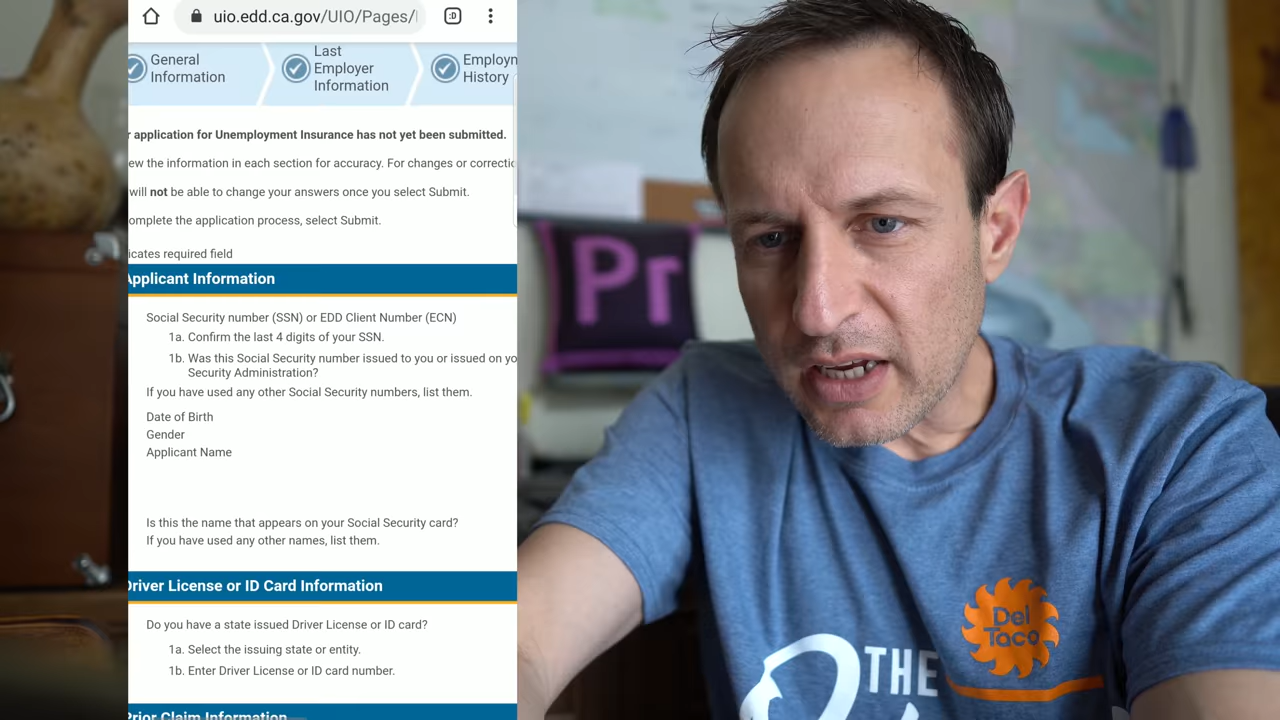 uio.edd.ca.gov/UIO/Pages/
:D
General
Information
Last
Employer
Information
Employn
History
r application for Unemployment Insurance has not yet been submitted.
ew the information in each section for accuracy. For changes or correctic
will not be able to change your answers once you select Submit.
omplete the application process, select Submit.
icates required field
Applicant Information
Social Security number (SSN) or EDD Client Number (ECN)
1a. Confirm the last 4 digits of your SSN.
1b. Was this Social Security number issued to you or issued on yo
Security Administration?
If you have used any other Social Security numbers, list them.
Date of Birth
Gender
Applicant Name
Is this the name that appears on your Social Security card?
If you have used any other names, list them.
Driver License or ID Card Information
Do you have a state issued Driver License or ID card?
1a. Select the issuing state or entity.
1b. Enter Driver License or ID card number.
Prior Claim Information
Pr
Del
Taco
THE